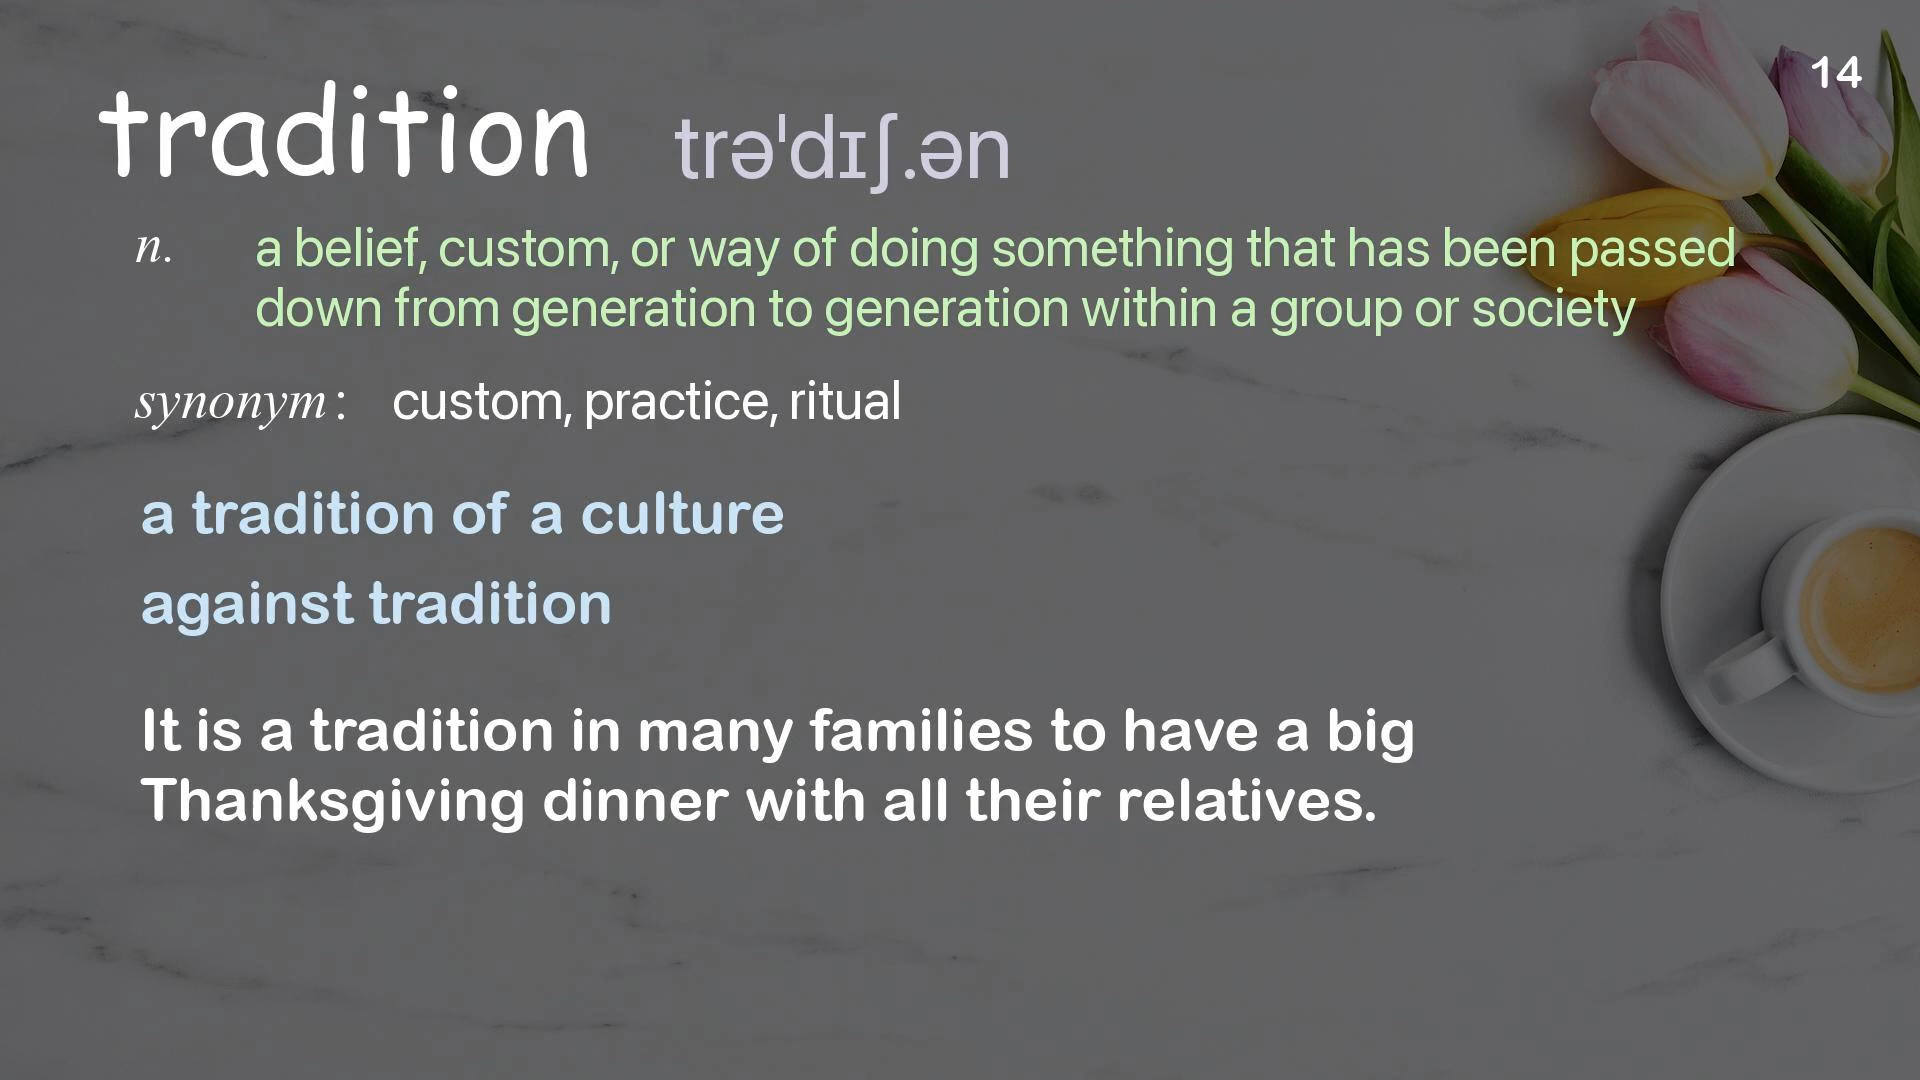 14
tradition trəˈdɪʃ.ən
n. a belief, custom, or way of doing something that has been passed
down from generation to generation within a group or society
synonym: custom, practice, ritual
a tradition of a culture
against tradition
It is a tradition in many families to have a big
Thanksgiving dinner with all their relatives.